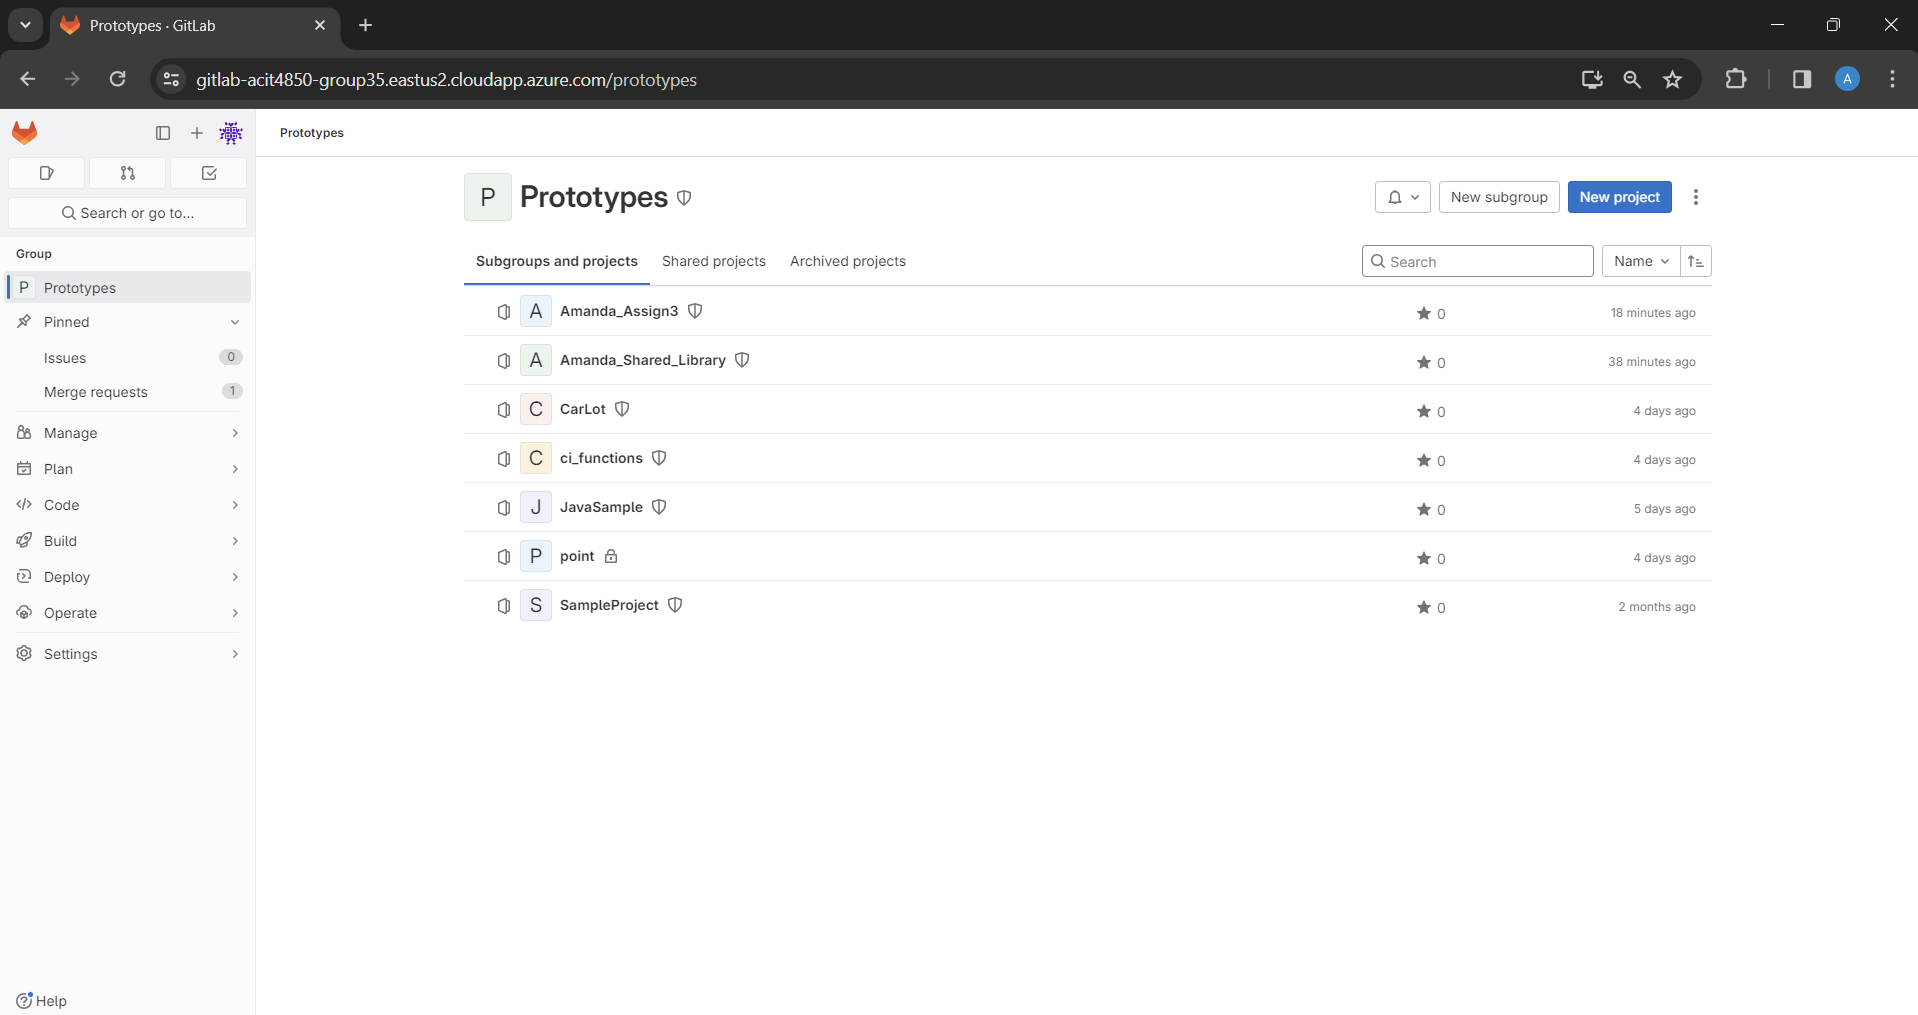 Prototypes · GitLab
gitlab-acit4850-group35.eastus2.cloudapp.azure.com/prototypes
A
Prototypes
Search or go to...
Group
P Prototypes
Pinned
Issues 0
Merge requests 1
Manage
Plan
Code
Build
Deploy
Operate
Settings
Help
P Prototypes
New subgroup
New project
Subgroups and projects
Shared projects
Archived projects
Search
Name
A Amanda_Assign3 0 18 minutes ago
A Amanda_Shared_Library 0 38 minutes ago
C CarLot 0 4 days ago
C ci_functions 0 4 days ago
J JavaSample 0 5 days ago
P point 0 4 days ago
S SampleProject 0 2 months ago